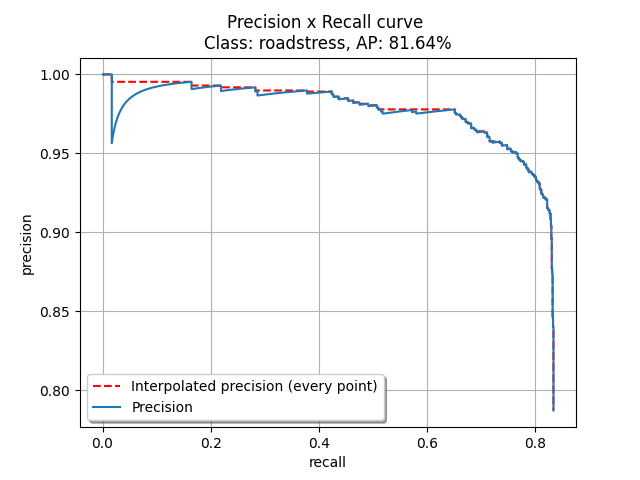 Precision x Recall curve
Class: roadstress, AP: 81.64%
1.00
0.95
0.90
0.85
0.80
precision
Interpolated precision (every point)
Precision
0.0 0.2 0.4 0.6 0.8
recall